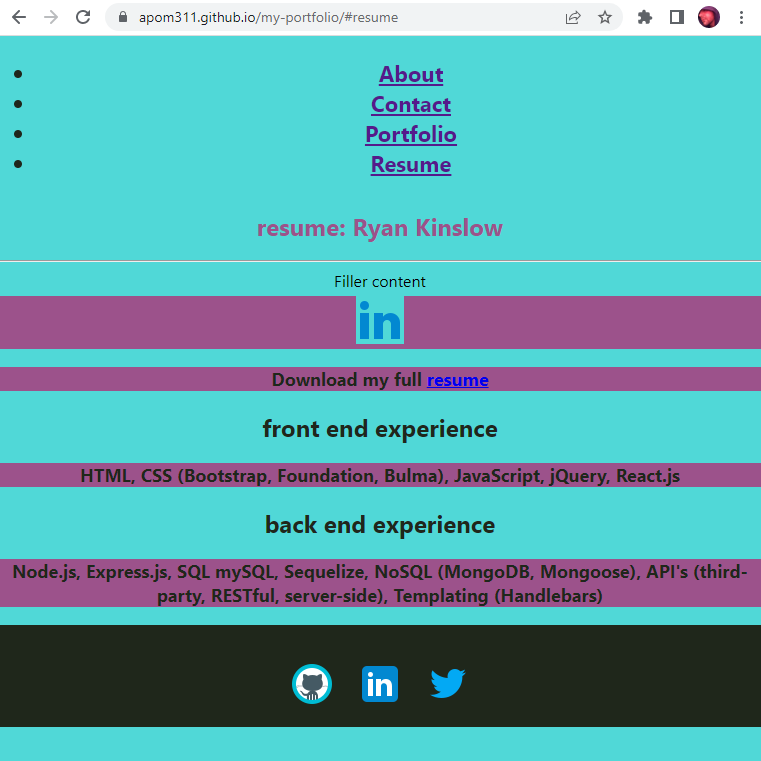 apom311.github.io/my-portfolio/#resume
About
Contact
Portfolio
Resume
resume: Ryan Kinslow
Filler content
in
Download my full resume
front end experience
HTML, CSS (Bootstrap, Foundation, Bulma), JavaScript, jQuery, React.js
back end experience
Node.js, Express.js, SQL mySQL, Sequelize, NoSQL (MongoDB, Mongoose), API's (third-
party, RESTful, server-side), Templating (Handlebars)
in